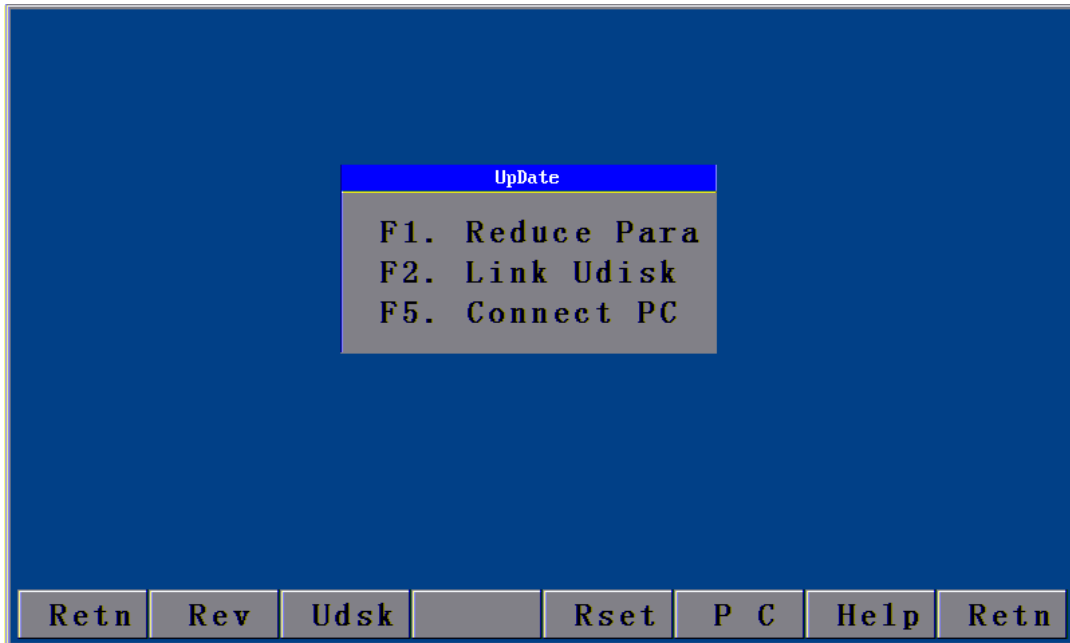 UpDate
F1. Reduce Para
F2. Link Udisk
F5. Connect PC
Retn Rev Udsk Rset P C Help Retn